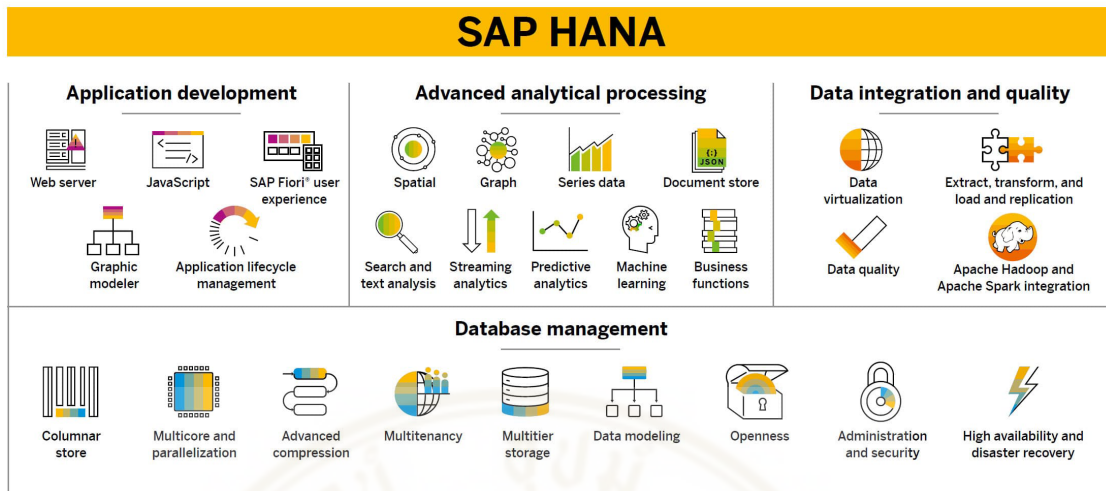 SAP HANA
Application development
Web server
JavaScript
SAP Fiori® user
experience
Graphic
modeler
Application lifecycle
management
Advanced analytical processing
Spatial
Graph
Series data
{:}
JSON
Document store
Search and
text analysis
Streaming
analytics
Predictive
analytics
Machine
learning
Business
functions
Data integration and quality
Data
virtualization
Extract, transform, and
load and replication
Data quality
Apache Hadoop and
Apache Spark integration
Database management
Columnar
store
Multicore and
parallelization
Advanced
compression
Multitenancy
Multitier
storage
Data modeling
Openness
Administration
and security
High availability and
disaster recovery